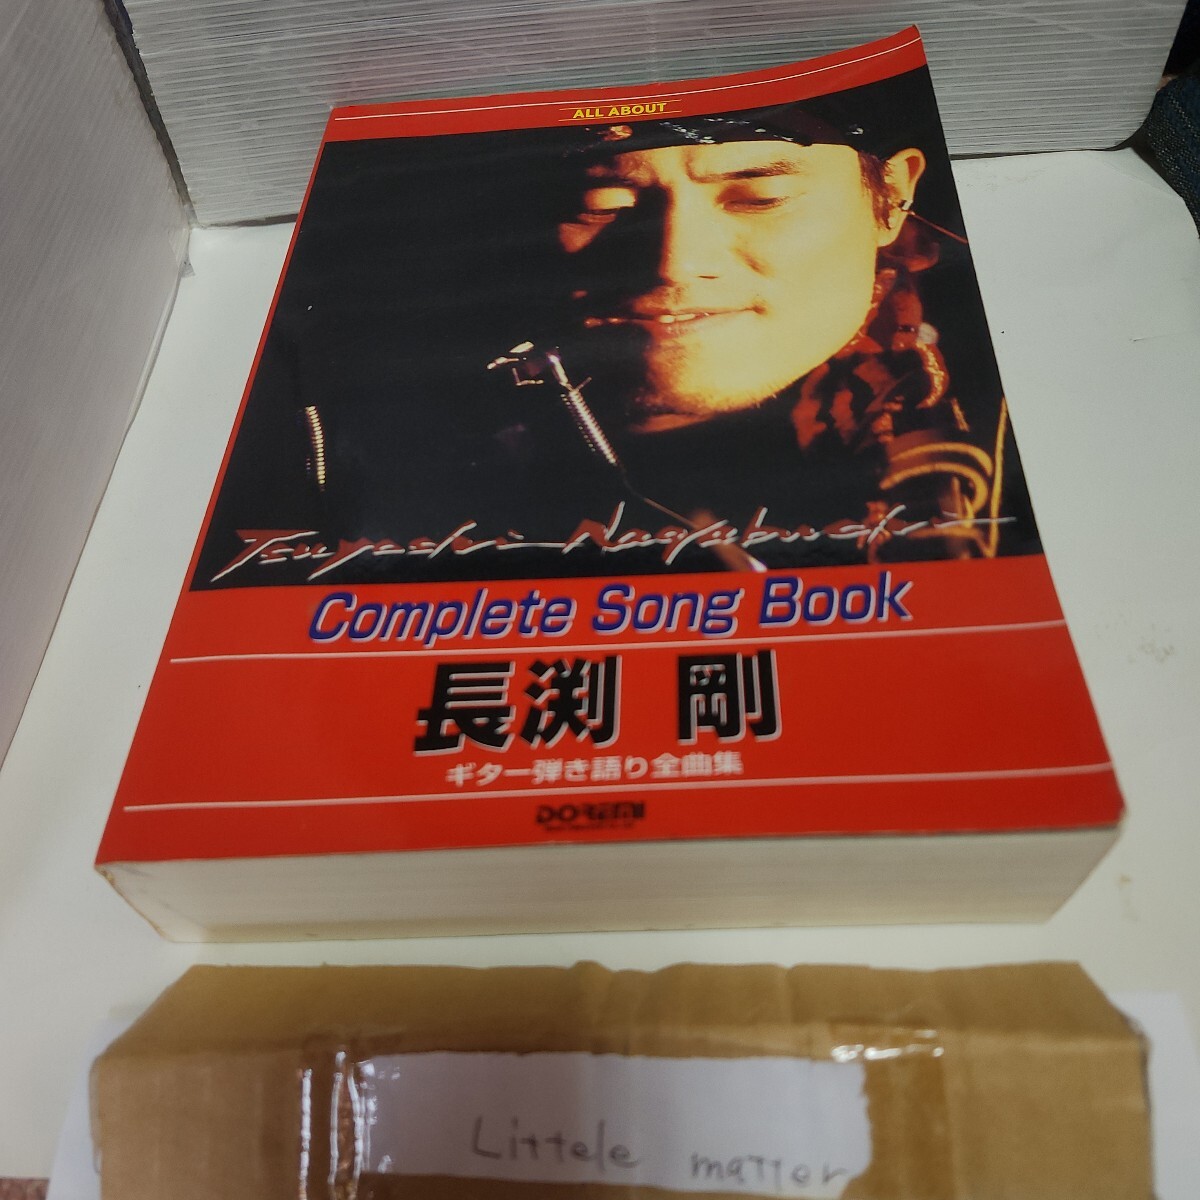 ALL ABOUT
Tsuyoshi Nagabuchi
Complete Song Book
長渕 剛
ギター弾き語り全曲集
DOREMI
Littele matter